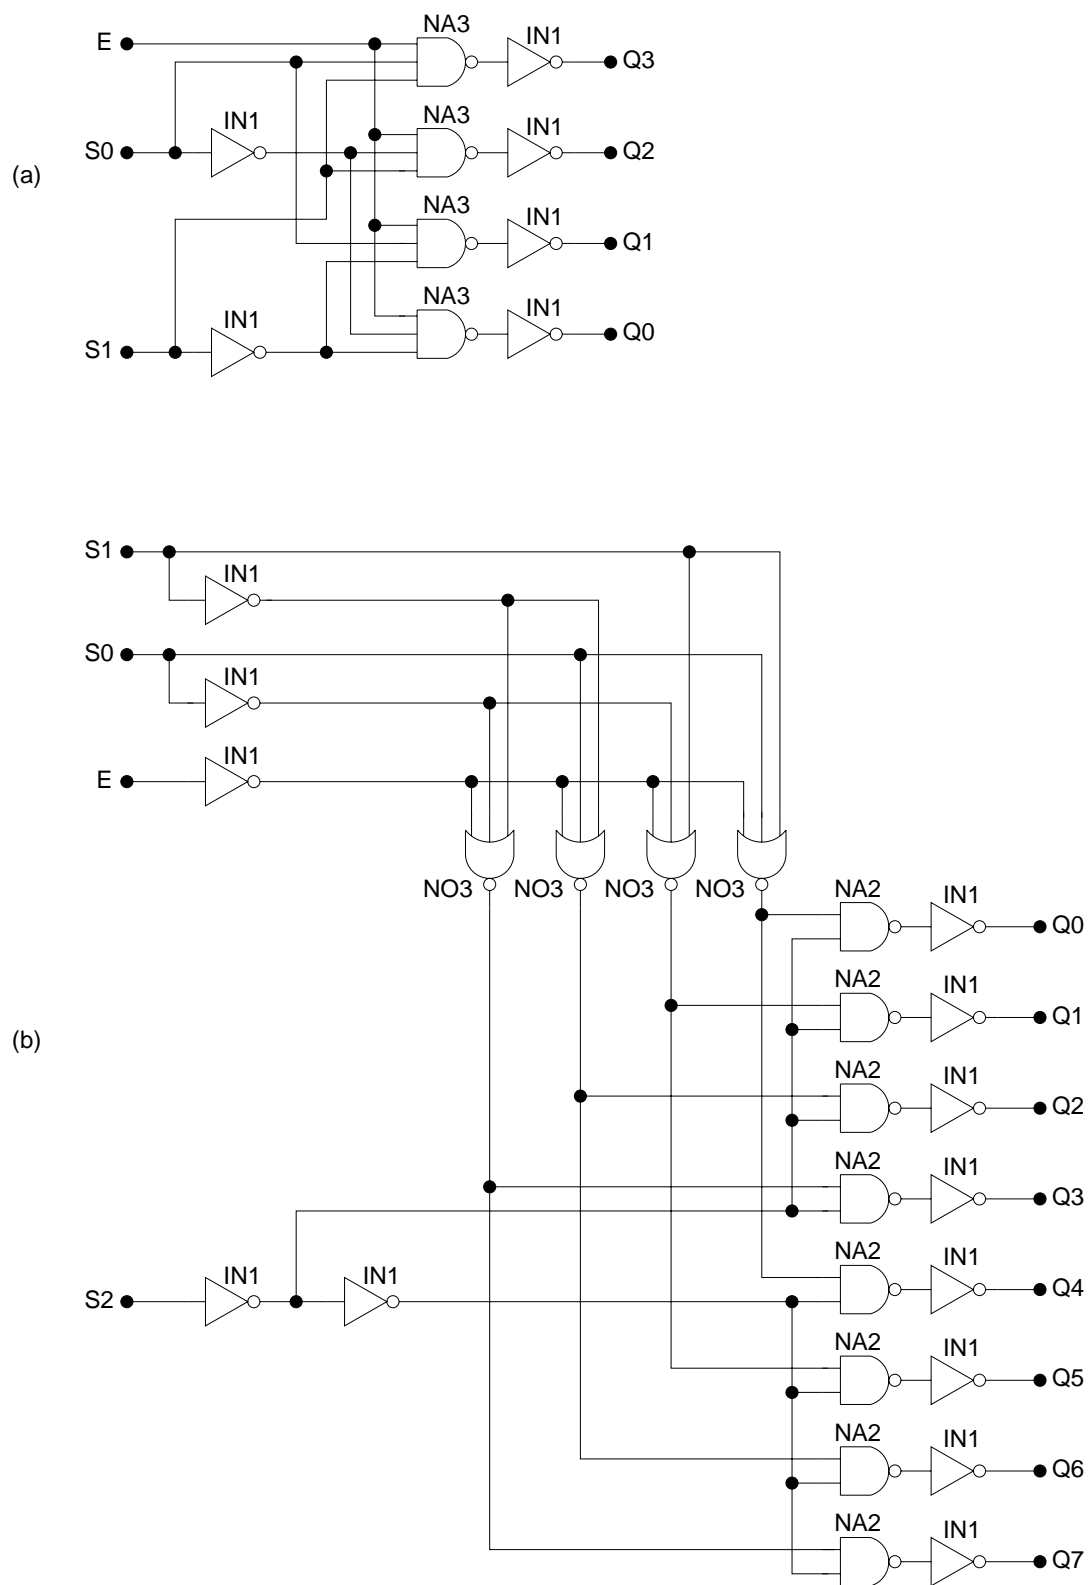 NA3
IN1
E
Q3
NA3
IN1
IN1
S0
Q2
(a)
NA3
IN1
Q1
NA3
IN1
IN1
Q0
S1
S1
IN1
S0
IN1
IN1
E
NO3 NO3 NO3 NO3
NA2
IN1
Q0
NA2
IN1
Q1
(b)
NA2
IN1
Q2
NA2
IN1
Q3
NA2
IN1
IN1
IN1
Q4
S2
NA2
IN1
Q5
NA2
IN1
Q6
NA2
IN1
Q7